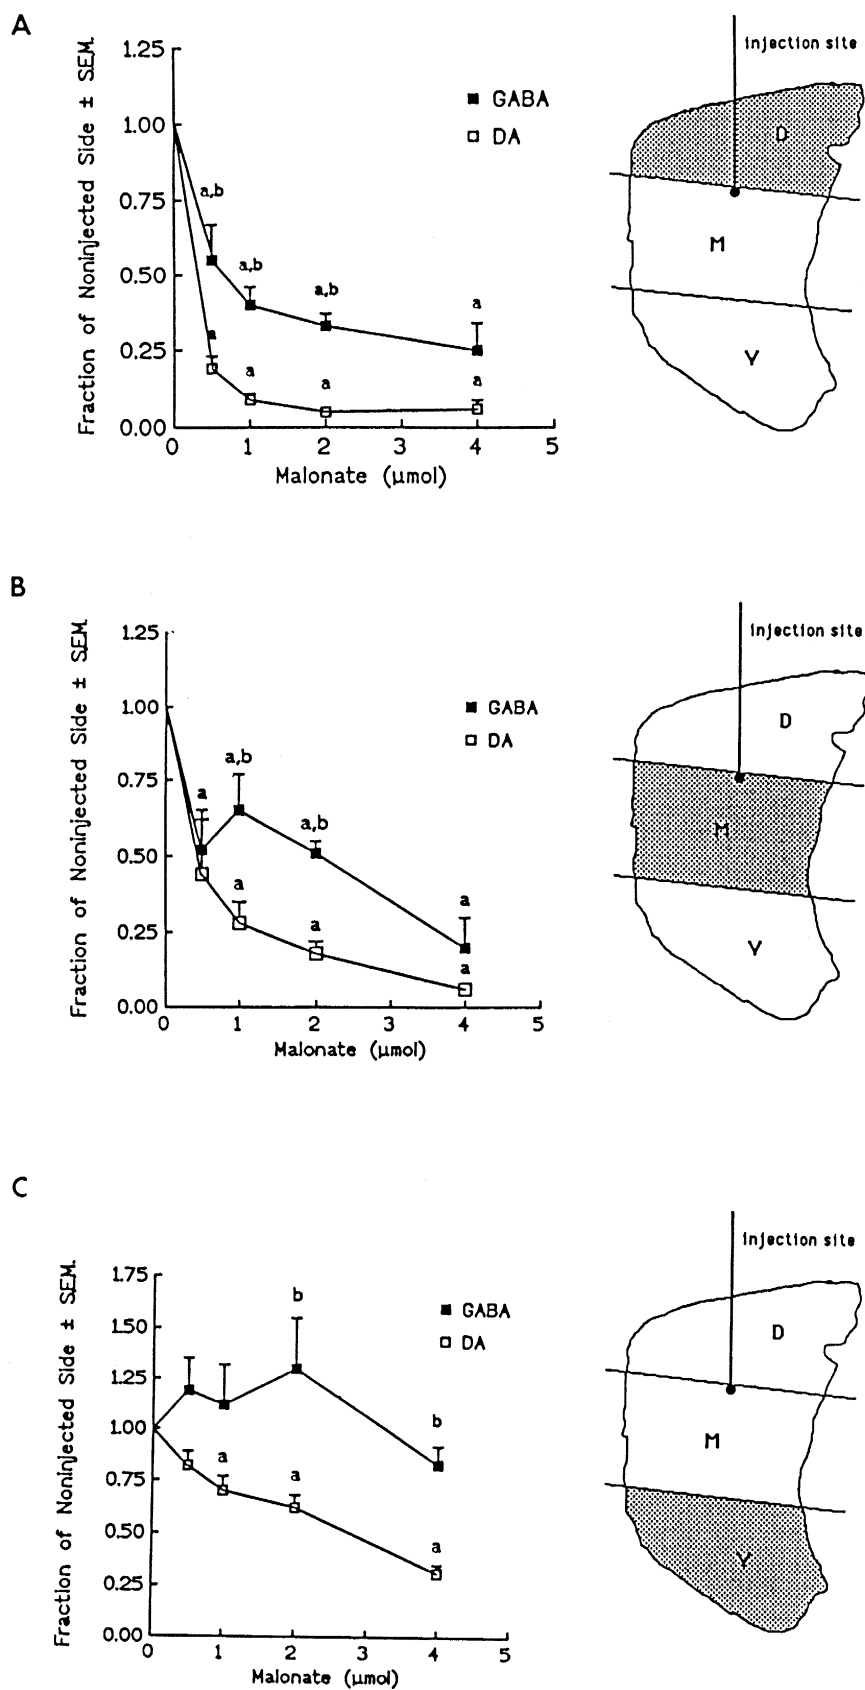 A
Fraction of Noninjected Side ± S.E.M.
1.25
1.00
0.75
0.50
0.25
0.00
0 1 2 3 4 5
Malonate (µmol)
GABA
DA
a,b
a,b
a,b
a
a
a
a
a
injection site
D
M
V
B
Fraction of Noninjected Side ± S.E.M.
1.25
1.00
0.75
0.50
0.25
0.00
0 1 2 3 4 5
Malonate (µmol)
GABA
DA
a
a,b
a,b
a
a
a
a
injection site
D
M
V
C
Fraction of Noninjected Side ± S.E.M.
1.75
1.50
1.25
1.00
0.75
0.50
0.25
0.00
0 1 2 3 4 5
Malonate (µmol)
GABA
DA
b
b
a
a
a
injection site
D
M
V